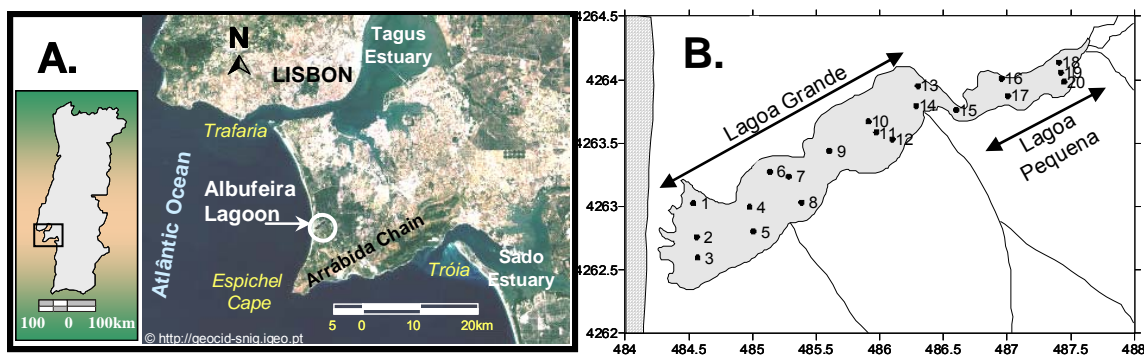 A.
100 0 100km
N
LISBON
Tagus
Estuary
Trafaria
Albufeira
Lagoon
Atlântic Ocean
Arrábida Chain
Espichel
Cape
Tróia
Sado
Estuary
5 0 10 20km
© http://geocid-snig.igeo.pt
B.
4264.5
4264
4263.5
4263
4262.5
4262
Lagoa Grande
Lagoa
Pequena
18
19
20
16
17
13
14
15
10
11
12
9
6
7
8
1
4
5
2
3
484 484.5 485 485.5 486 486.5 487 487.5 488